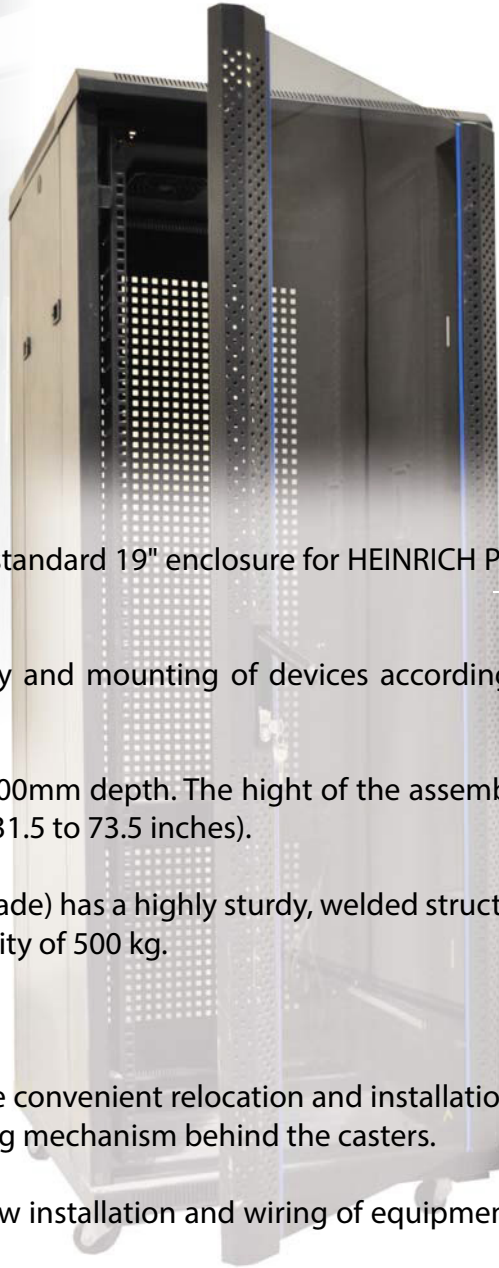 standard 19" enclosure for HEINRICH P
y and mounting of devices according
00mm depth. The hight of the assemb
31.5 to 73.5 inches).
ade) has a highly sturdy, welded struct
ity of 500 kg.
e convenient relocation and installatio
g mechanism behind the casters.
w installation and wiring of equipmen